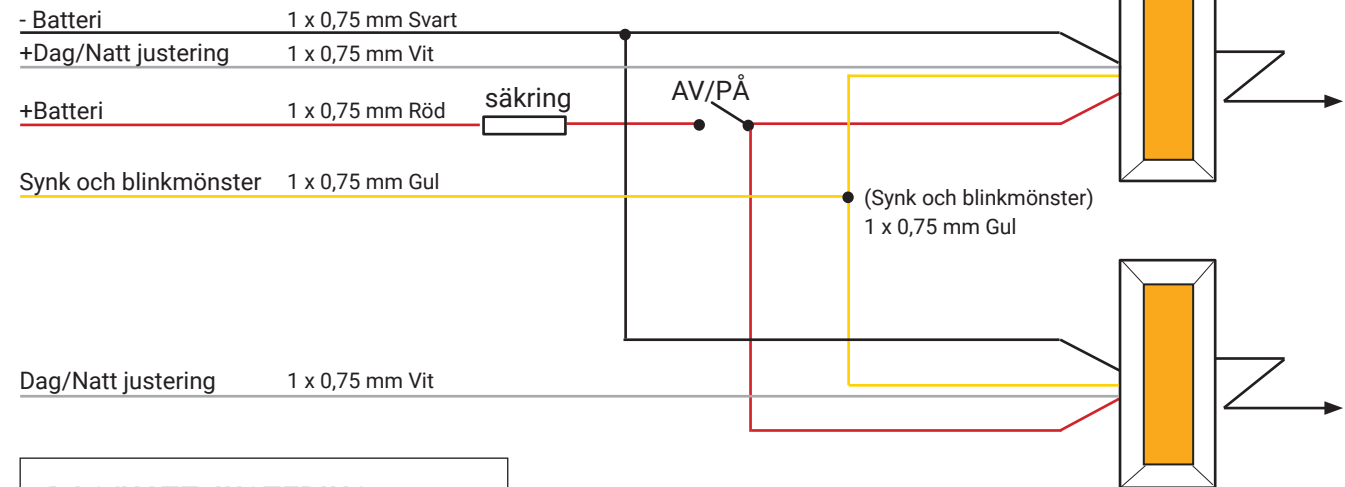 - Batteri 1 x 0,75 mm Svart
+Dag/Natt justering 1 x 0,75 mm Vit
+Batteri 1 x 0,75 mm Röd säkring AV/PÅ
Synk och blinkmönster 1 x 0,75 mm Gul
(Synk och blinkmönster)
1 x 0,75 mm Gul
Dag/Natt justering 1 x 0,75 mm Vit